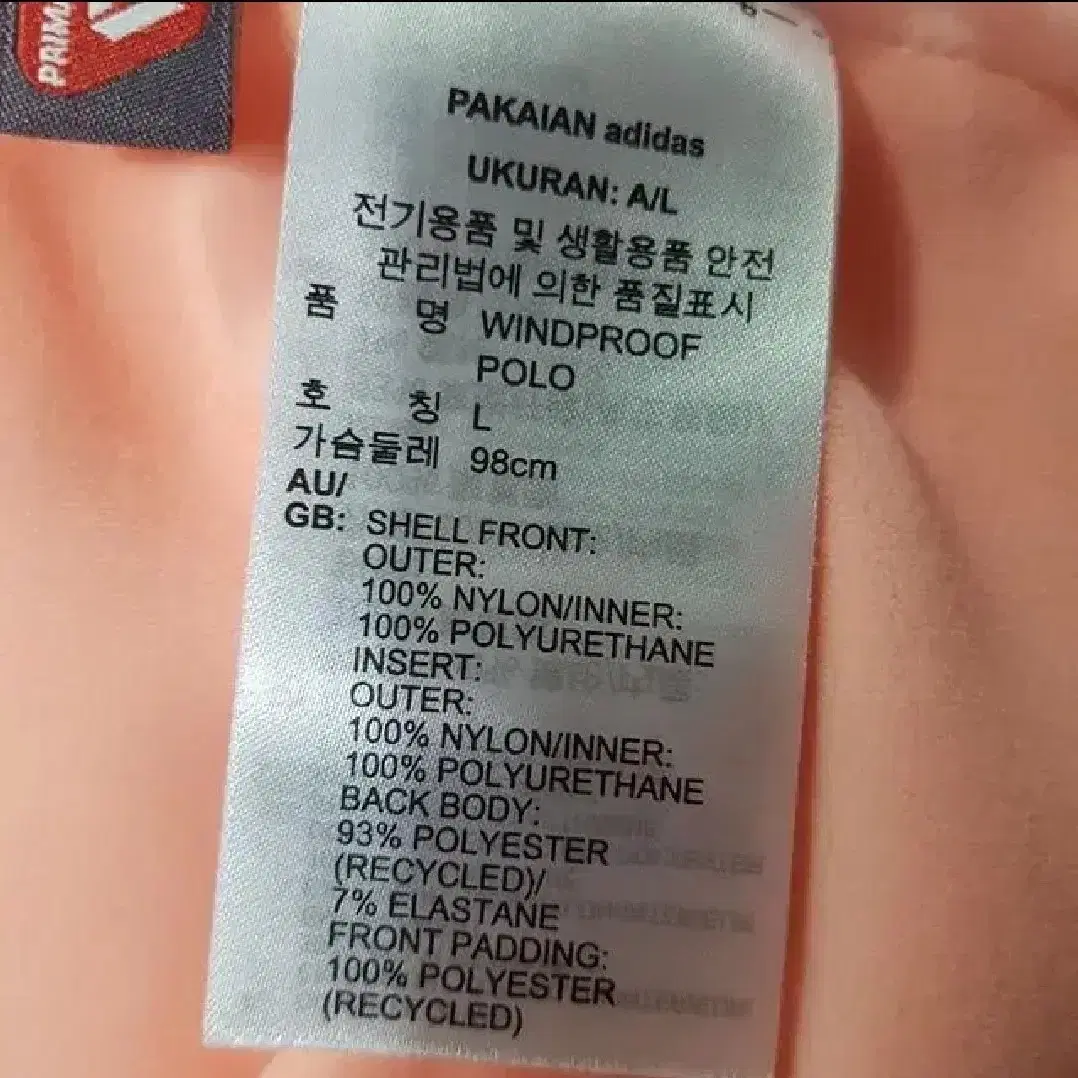 PAKAIAN adidas
UKURAN: A/L
전기용품 및 생활용품 안전
관리법에 의한 품질표시
품 명 WINDPROOF
POLO
호 칭 L
가슴둘레 98cm
AU/
GB: SHELL FRONT:
OUTER:
100% NYLON/INNER:
100% POLYURETHANE
INSERT:
OUTER:
100% NYLON/INNER:
100% POLYURETHANE
BACK BODY:
93% POLYESTER
(RECYCLED)/
7% ELASTANE
FRONT PADDING:
100% POLYESTER
(RECYCLED)